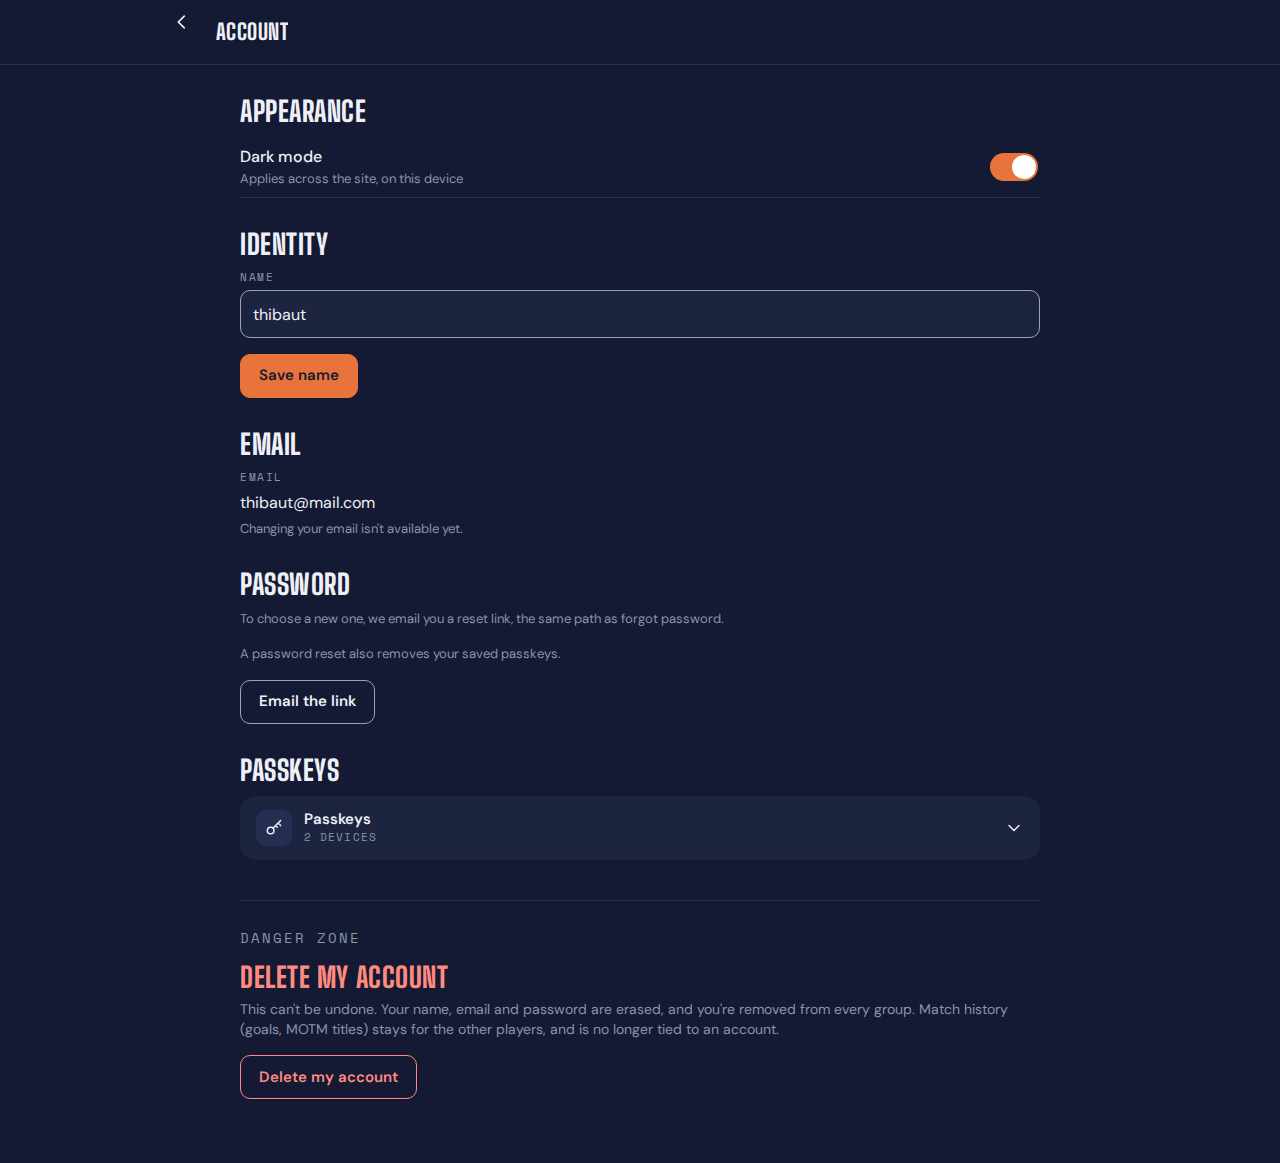 ACCOUNT
APPEARANCE
Dark mode
Applies across the site, on this device
IDENTITY
NAME
thibaut
Save name
EMAIL
EMAIL
thibaut@mail.com
Changing your email isn't available yet.
PASSWORD
To choose a new one, we email you a reset link, the same path as forgot password.
A password reset also removes your saved passkeys.
Email the link
PASSKEYS
Passkeys
2 DEVICES
DANGER ZONE
DELETE MY ACCOUNT
This can't be undone. Your name, email and password are erased, and you're removed from every group. Match history
(goals, MOTM titles) stays for the other players, and is no longer tied to an account.
Delete my account